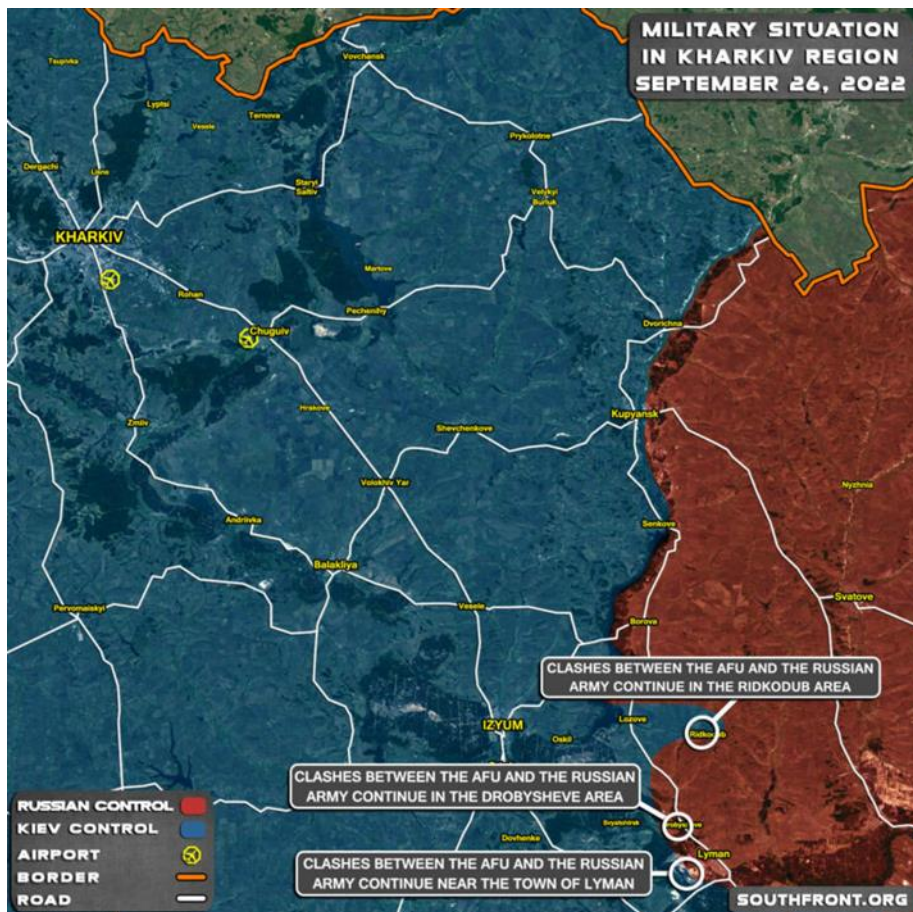 MILITARY SITUATION
IN KHARKIV REGION
SEPTEMBER 26, 2022
Tsupivka
Vovchansk
Lyptsi
Ternova
Vesele
Prykolotne
Dergachi
Lisne
Staryi
Saltiv
Velykyi
Burluk
KHARKIV
Martove
Rohan
Pechenihy
Chuguiv
Dvorichna
Hrakove
Kupyansk
Zmiiv
Shevchenkove
Volokhiv Yar
Nyzhnia
Andriivka
Senkove
Balakliya
Svatove
Pervomaiskyi
Vesele
Borova
CLASHES BETWEEN THE AFU AND THE RUSSIAN
ARMY CONTINUE IN THE RIDKODUB AREA
IZYUM
Lozove
Oskil
Ridkodub
CLASHES BETWEEN THE AFU AND THE RUSSIAN
ARMY CONTINUE IN THE DROBYSHEVE AREA
Dovhenke
Lyman
CLASHES BETWEEN THE AFU AND THE RUSSIAN
ARMY CONTINUE NEAR THE TOWN OF LYMAN
RUSSIAN CONTROL
KIEV CONTROL
AIRPORT
BORDER
ROAD
SOUTHFRONT.ORG